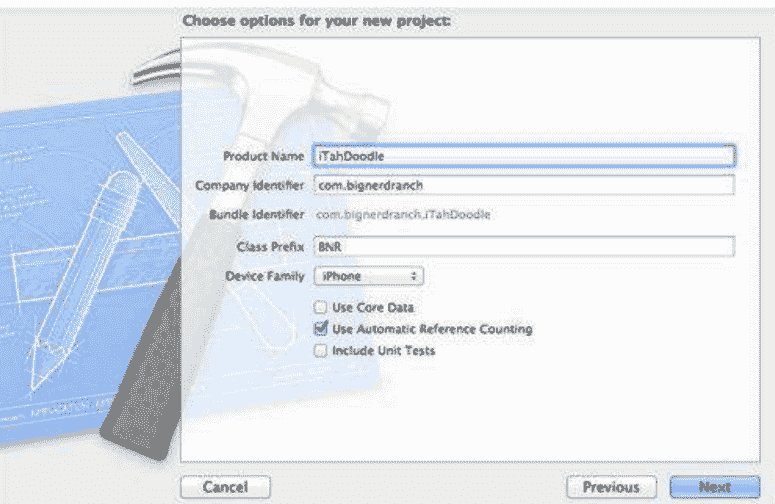 Choose options for your new project:
Product Name iTahDoodle
Company Identifier com.bignerdranch
Bundle Identifier com.bignerdranch.iTahDoodle
Class Prefix BNR
Device Family iPhone
Use Core Data
Use Automatic Reference Counting
Include Unit Tests
Cancel Previous Next